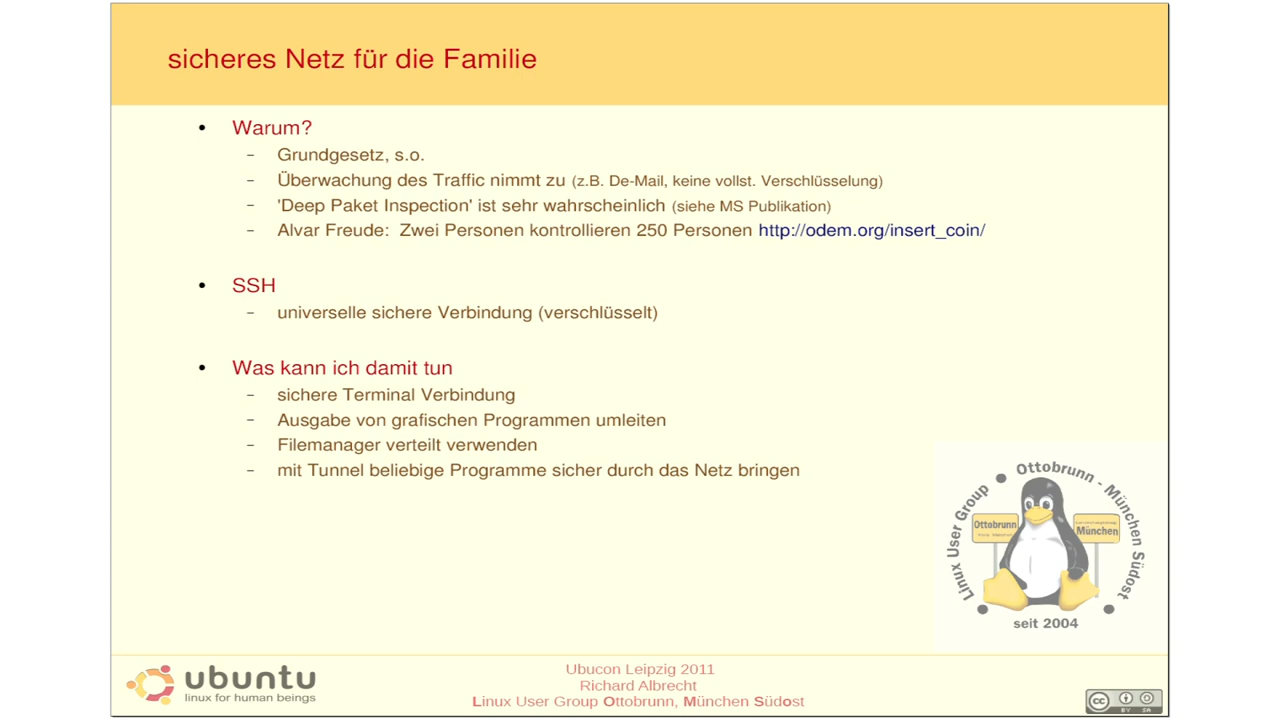 sicheres Netz für die Familie
• Warum?
– Grundgesetz, s.o.
– Überwachung des Traffic nimmt zu (z.B. De-Mail, keine vollst. Verschlüsselung)
– 'Deep Paket Inspection' ist sehr wahrscheinlich (siehe MS Publikation)
– Alvar Freude: Zwei Personen kontrollieren 250 Personen http://odem.org/insert_coin/
• SSH
– universelle sichere Verbindung (verschlüsselt)
• Was kann ich damit tun
– sichere Terminal Verbindung
– Ausgabe von grafischen Programmen umleiten
– Filemanager verteilt verwenden
– mit Tunnel beliebige Programme sicher durch das Netz bringen
Linux User Group • Ottobrunn - München Südost •
Ottobrunn
München
seit 2004
ubuntu
linux for human beings
Ubucon Leipzig 2011
Richard Albrecht
Linux User Group Ottobrunn, München Südost
cc BY SA